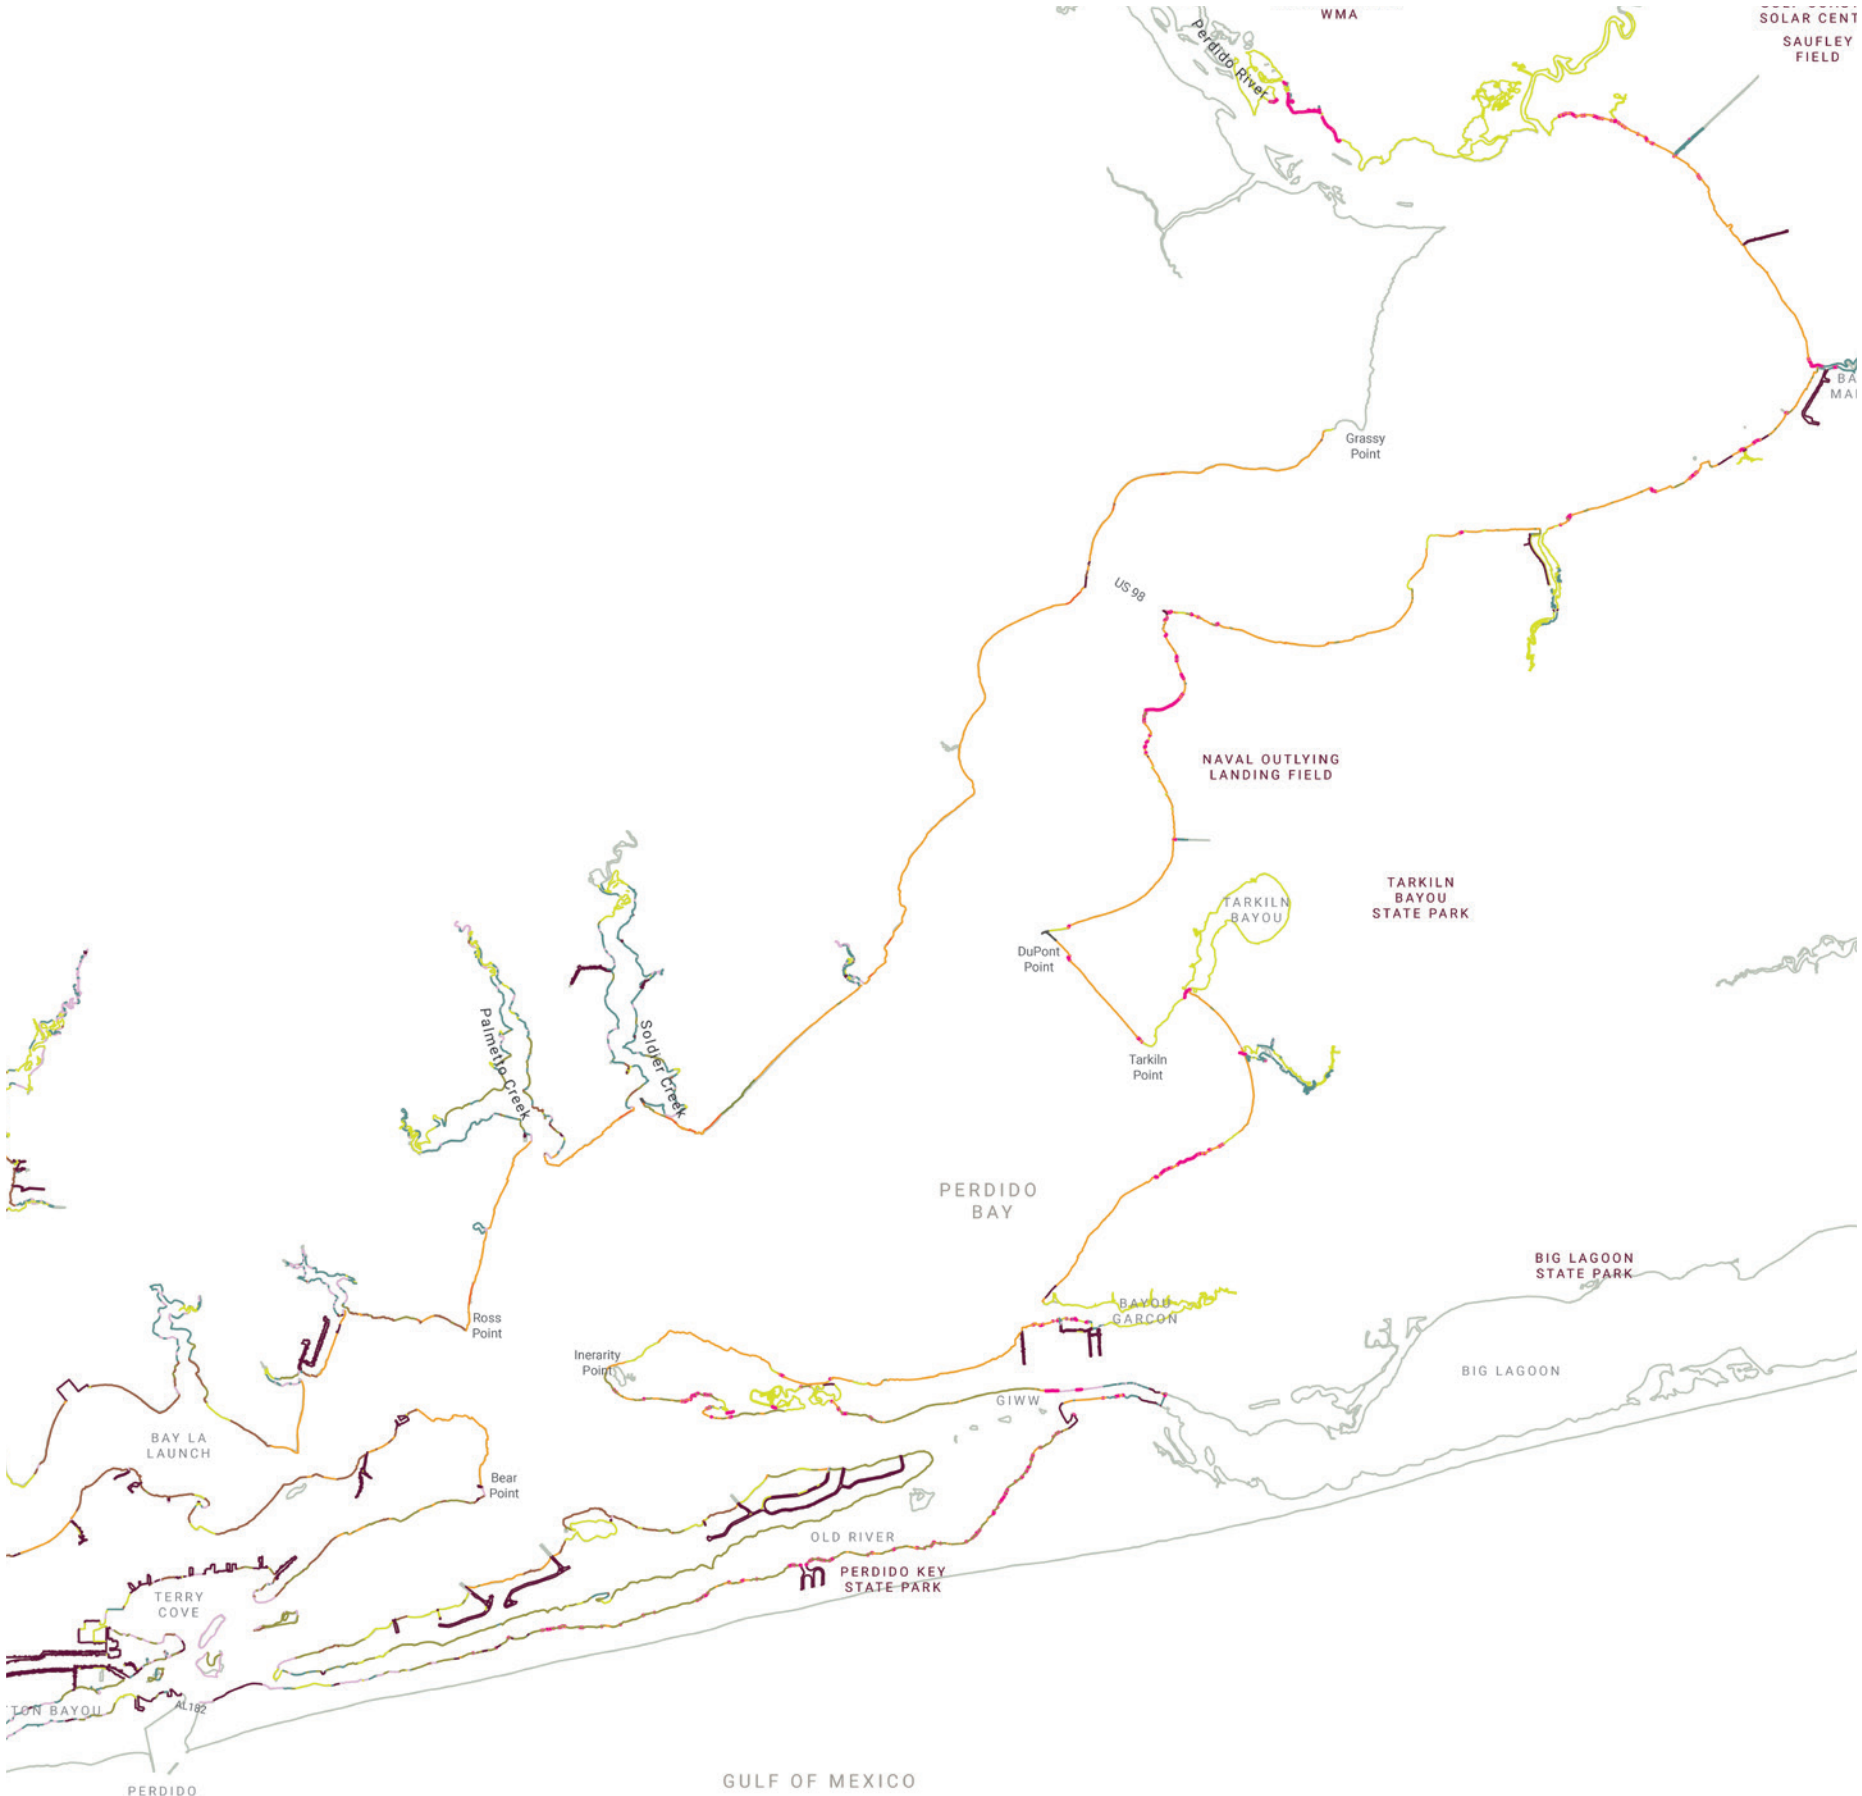 WMA
SOLAR CENT
SAUFLEY
FIELD
Perdido River
BA
MA
Grassy
Point
US 98
NAVAL OUTLYING
LANDING FIELD
TARKILN
BAYOU
STATE PARK
TARKILN
BAYOU
DuPont
Point
Palmetto Creek
Soldier Creek
Tarkiln
Point
PERDIDO
BAY
BIG LAGOON
STATE PARK
BAYOU
GARCON
Ross
Point
Inerarity
Point
BIG LAGOON
GIWW
BAY LA
LAUNCH
Bear
Point
OLD RIVER
PERDIDO KEY
STATE PARK
TERRY
COVE
TON BAYOU
AL182
GULF OF MEXICO
PERDIDO